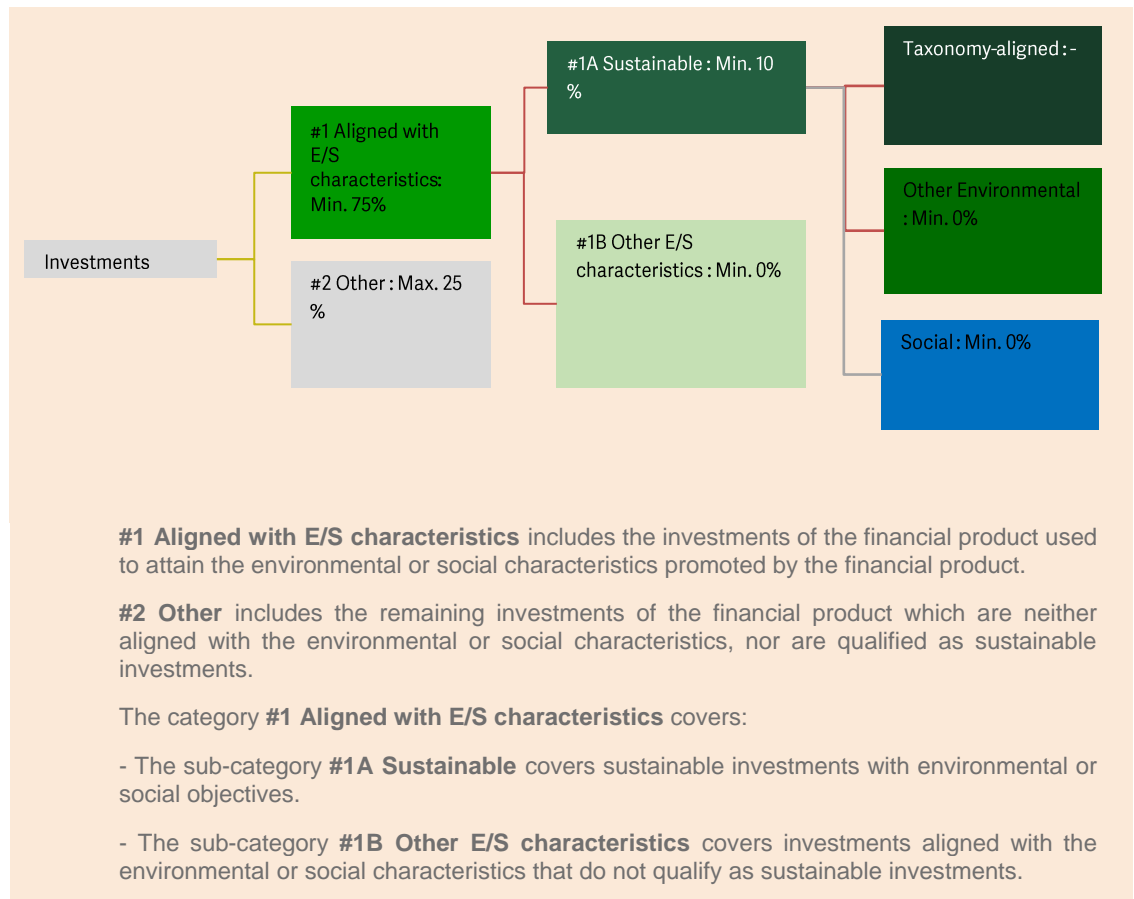 Investments
#1 Aligned with
E/S
characteristics:
Min. 75%
#2 Other : Max. 25
%
#1A Sustainable : Min. 10
%
#1B Other E/S
characteristics : Min. 0%
Taxonomy-aligned : -
Other Environmental
: Min. 0%
Social : Min. 0%
#1 Aligned with E/S characteristics includes the investments of the financial product used
to attain the environmental or social characteristics promoted by the financial product.
#2 Other includes the remaining investments of the financial product which are neither
aligned with the environmental or social characteristics, nor are qualified as sustainable
investments.
The category #1 Aligned with E/S characteristics covers:
- The sub-category #1A Sustainable covers sustainable investments with environmental or
social objectives.
- The sub-category #1B Other E/S characteristics covers investments aligned with the
environmental or social characteristics that do not qualify as sustainable investments.